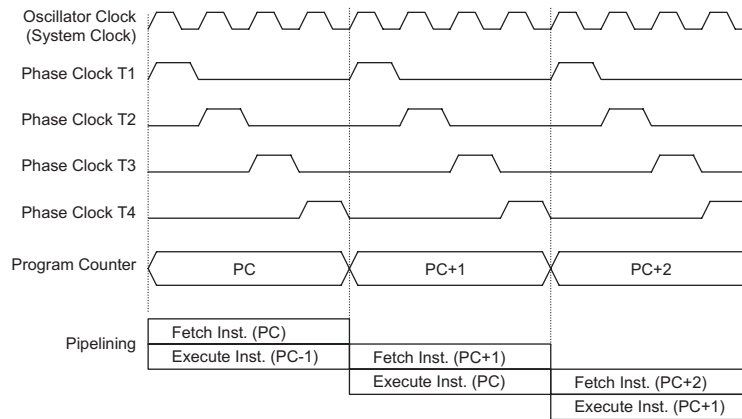 Oscillator Clock
(System Clock)
Phase Clock T1
Phase Clock T2
Phase Clock T3
Phase Clock T4
Program Counter
PC
PC+1
PC+2
Pipelining
Fetch Inst. (PC)
Execute Inst. (PC-1)
Fetch Inst. (PC+1)
Execute Inst. (PC)
Fetch Inst. (PC+2)
Execute Inst. (PC+1)